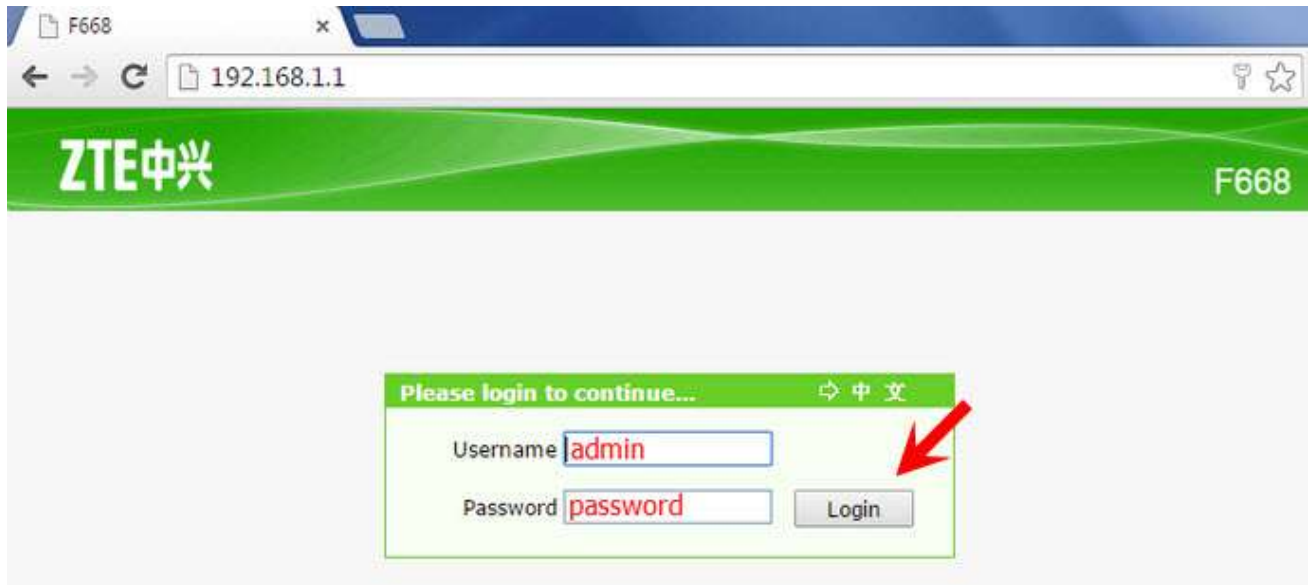 F668
192.168.1.1
ZTE中兴
F668
Please login to continue... 中 文
Username admin
Password password Login